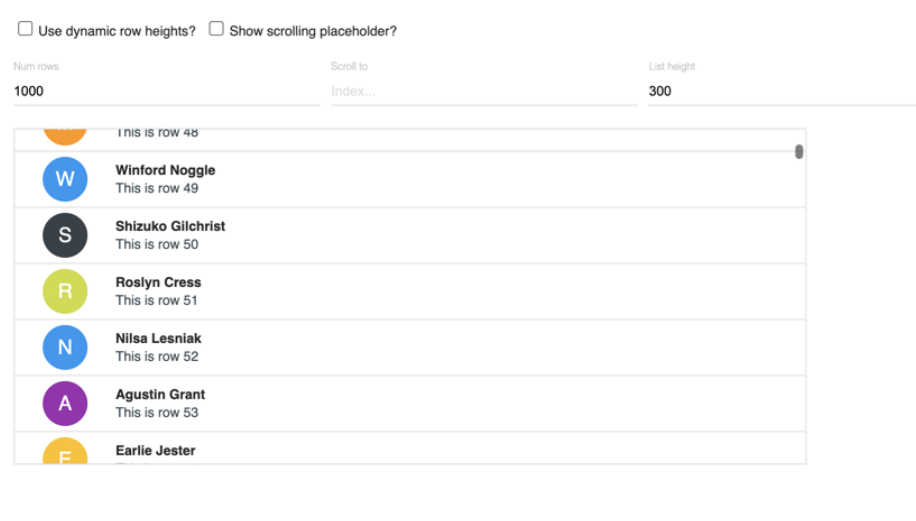 Use dynamic row heights? Show scrolling placeholder?
Num rows Scroll to List height
1000 Index... 300
This is row 48
W Winford Noggle
This is row 49
S Shizuko Gilchrist
This is row 50
R Roslyn Cress
This is row 51
N Nilsa Lesniak
This is row 52
A Agustin Grant
This is row 53
E Earlie Jester